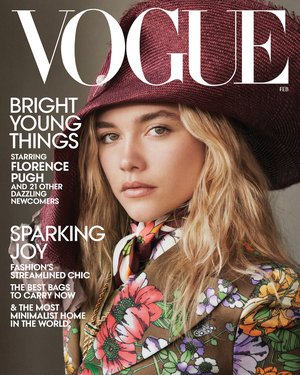 VOGUE
FEB
BRIGHT
YOUNG
THINGS
STARRING
FLORENCE
PUGH
AND 21 OTHER
DAZZLING
NEWCOMERS
SPARKING
JOY
FASHION'S
STREAMLINED CHIC
THE BEST BAGS
TO CARRY NOW
& THE MOST
MINIMALIST HOME
IN THE WORLD